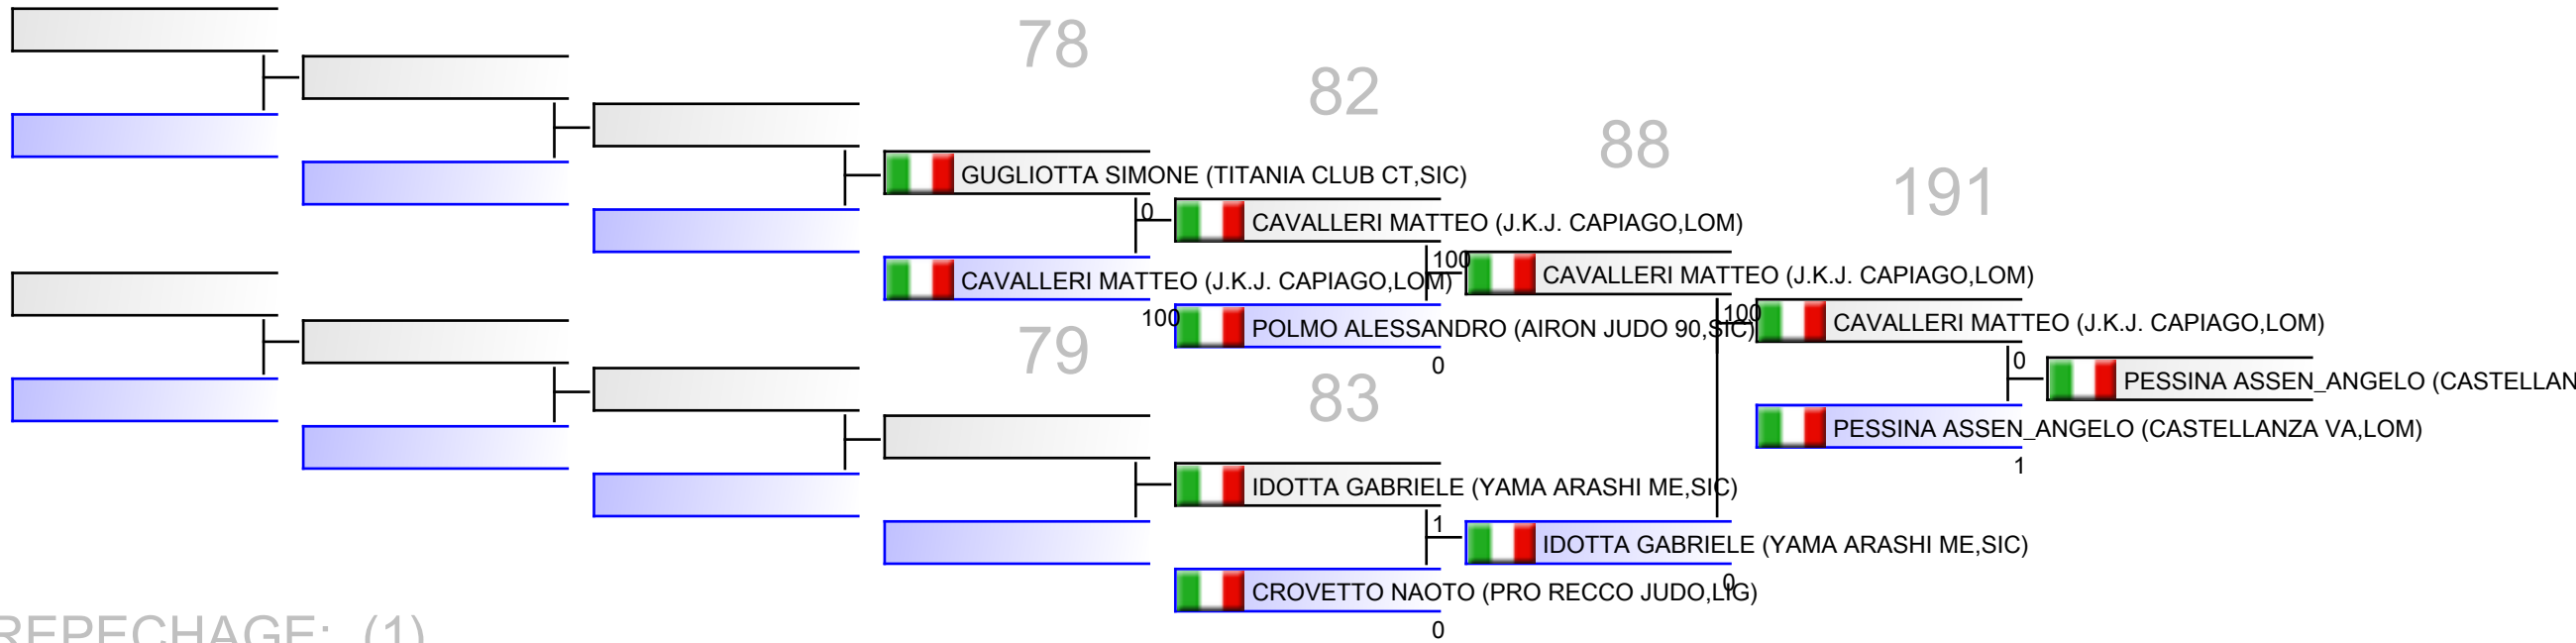 78
82
88
191
GUGLIOTTA SIMONE (TITANIA CLUB CT,SIC)
0
CAVALLERI MATTEO (J.K.J. CAPIAGO,LOM)
100
CAVALLERI MATTEO (J.K.J. CAPIAGO,LOM)
CAVALLERI MATTEO (J.K.J. CAPIAGO,LOM)
100
100
POLMO ALESSANDRO (AIRON JUDO 90,SIC)
CAVALLERI MATTEO (J.K.J. CAPIAGO,LOM)
0
79
0
83
PESSINA ASSEN_ANGELO (CASTELLAN
PESSINA ASSEN_ANGELO (CASTELLANZA VA,LOM)
1
IDOTTA GABRIELE (YAMA ARASHI ME,SIC)
1
IDOTTA GABRIELE (YAMA ARASHI ME,SIC)
0
CROVETTO NAOTO (PRO RECCO JUDO,LIG)
0
REPECHAGE: (1)